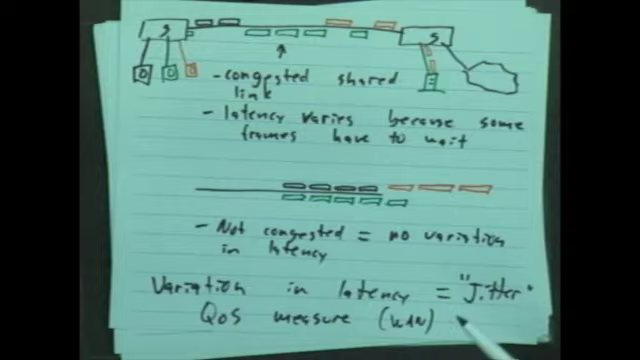 S
S
- congested shared
link
- latency varies because some
frames have to wait
- Not congested = no variation
in latency
Variation in latency = "Jitter"
QoS measure (WAN)